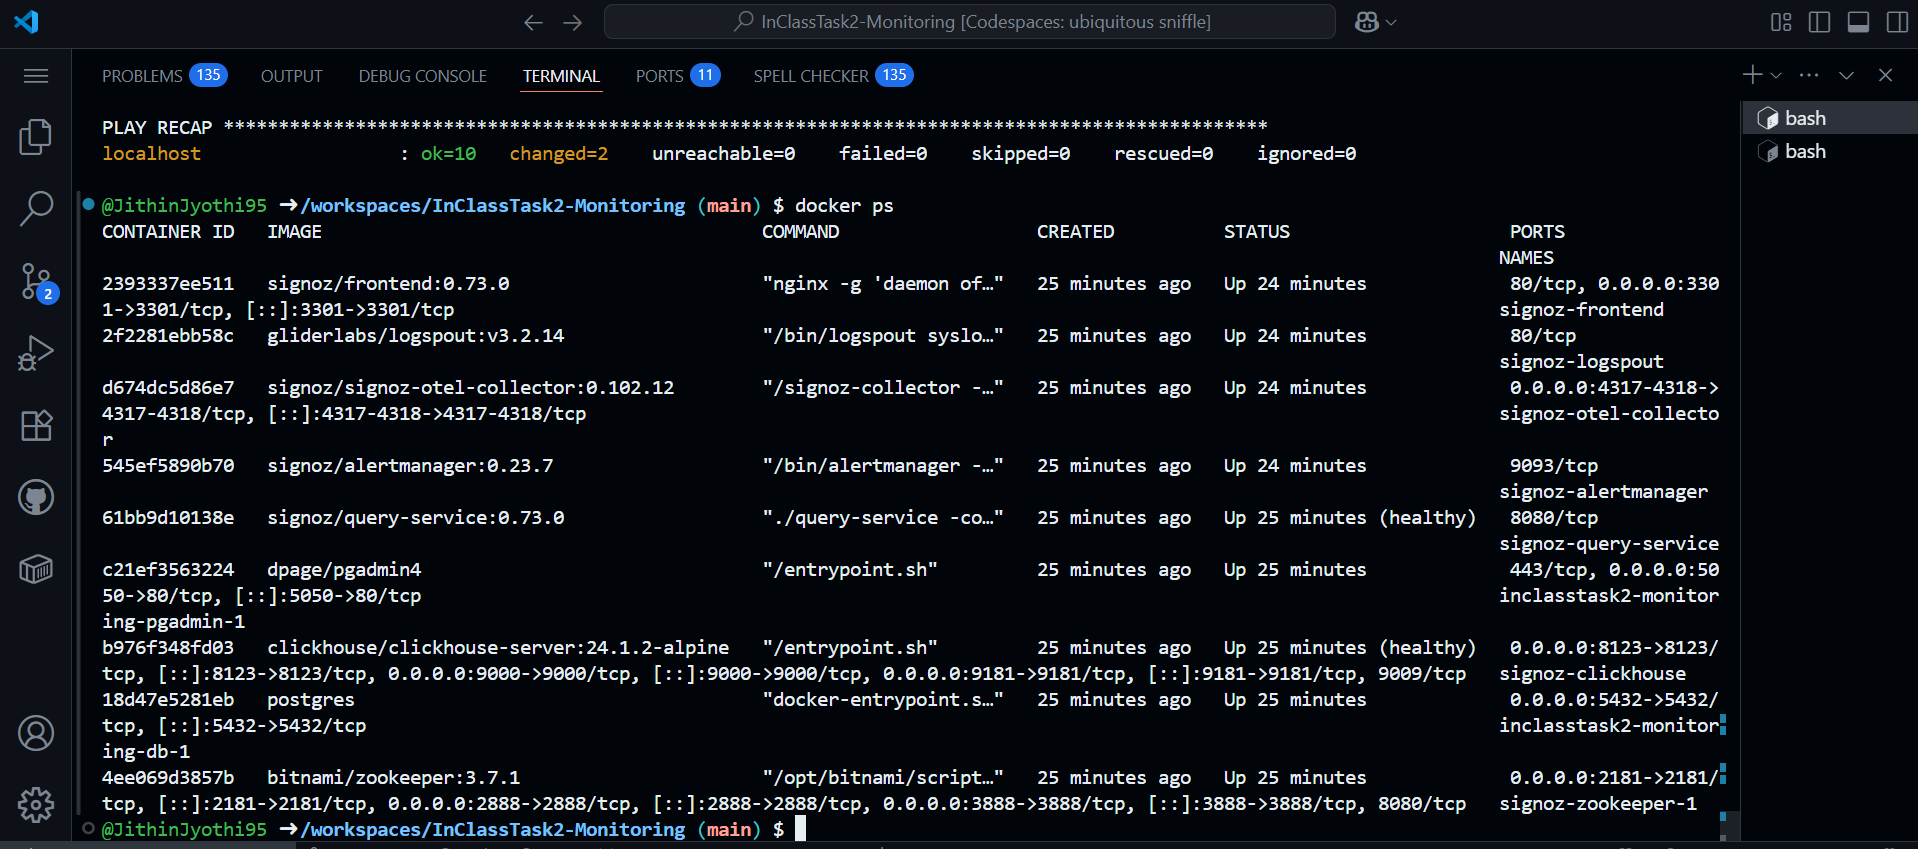 InClassTask2-Monitoring [Codespaces: ubiquitous sniffle]
PROBLEMS 135 OUTPUT DEBUG CONSOLE TERMINAL PORTS 11 SPELL CHECKER 135
bash
bash
2
PLAY RECAP ***********************************************************************************************
localhost : ok=10 changed=2 unreachable=0 failed=0 skipped=0 rescued=0 ignored=0
@JithinJyothi95 ➜/workspaces/InClassTask2-Monitoring (main) $ docker ps
CONTAINER ID IMAGE COMMAND CREATED STATUS PORTS
NAMES
2393337ee511 signoz/frontend:0.73.0 "nginx -g 'daemon of…" 25 minutes ago Up 24 minutes 80/tcp, 0.0.0.0:330
1->3301/tcp, [::]:3301->3301/tcp signoz-frontend
2f2281ebb58c gliderlabs/logspout:v3.2.14 "/bin/logspout syslo…" 25 minutes ago Up 24 minutes 80/tcp
signoz-logspout
d674dc5d86e7 signoz/signoz-otel-collector:0.102.12 "/signoz-collector -…" 25 minutes ago Up 24 minutes 0.0.0.0:4317-4318->
4317-4318/tcp, [::]:4317-4318->4317-4318/tcp signoz-otel-collecto
r
545ef5890b70 signoz/alertmanager:0.23.7 "/bin/alertmanager -…" 25 minutes ago Up 24 minutes 9093/tcp
signoz-alertmanager
61bb9d10138e signoz/query-service:0.73.0 "./query-service -co…" 25 minutes ago Up 25 minutes (healthy) 8080/tcp
signoz-query-service
c21ef3563224 dpage/pgadmin4 "/entrypoint.sh" 25 minutes ago Up 25 minutes 443/tcp, 0.0.0.0:50
50->80/tcp, [::]:5050->80/tcp inclasstask2-monitor
ing-pgadmin-1
b976f348fd03 clickhouse/clickhouse-server:24.1.2-alpine "/entrypoint.sh" 25 minutes ago Up 25 minutes (healthy) 0.0.0.0:8123->8123/
tcp, [::]:8123->8123/tcp, 0.0.0.0:9000->9000/tcp, [::]:9000->9000/tcp, 0.0.0.0:9181->9181/tcp, [::]:9181->9181/tcp, 9009/tcp signoz-clickhouse
18d47e5281eb postgres "docker-entrypoint.s…" 25 minutes ago Up 25 minutes 0.0.0.0:5432->5432/
tcp, [::]:5432->5432/tcp inclasstask2-monitor
ing-db-1
4ee069d3857b bitnami/zookeeper:3.7.1 "/opt/bitnami/script…" 25 minutes ago Up 25 minutes 0.0.0.0:2181->2181/
tcp, [::]:2181->2181/tcp, 0.0.0.0:2888->2888/tcp, [::]:2888->2888/tcp, 0.0.0.0:3888->3888/tcp, [::]:3888->3888/tcp, 8080/tcp signoz-zookeeper-1
@JithinJyothi95 ➜/workspaces/InClassTask2-Monitoring (main) $